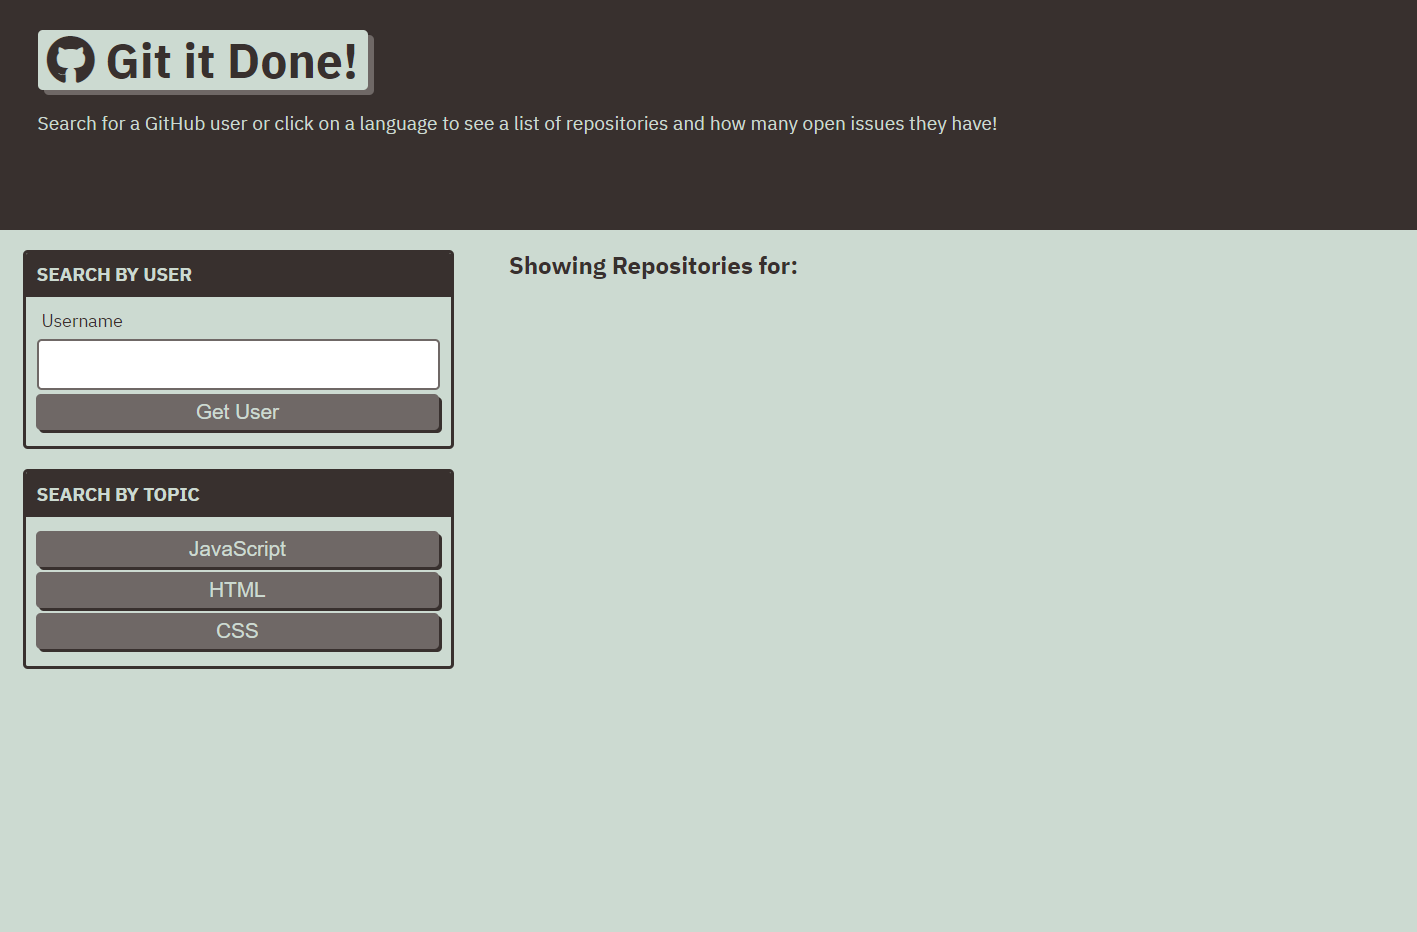 Git it Done!
Search for a GitHub user or click on a language to see a list of repositories and how many open issues they have!
SEARCH BY USER
Username
Get User
SEARCH BY TOPIC
JavaScript
HTML
CSS
Showing Repositories for: